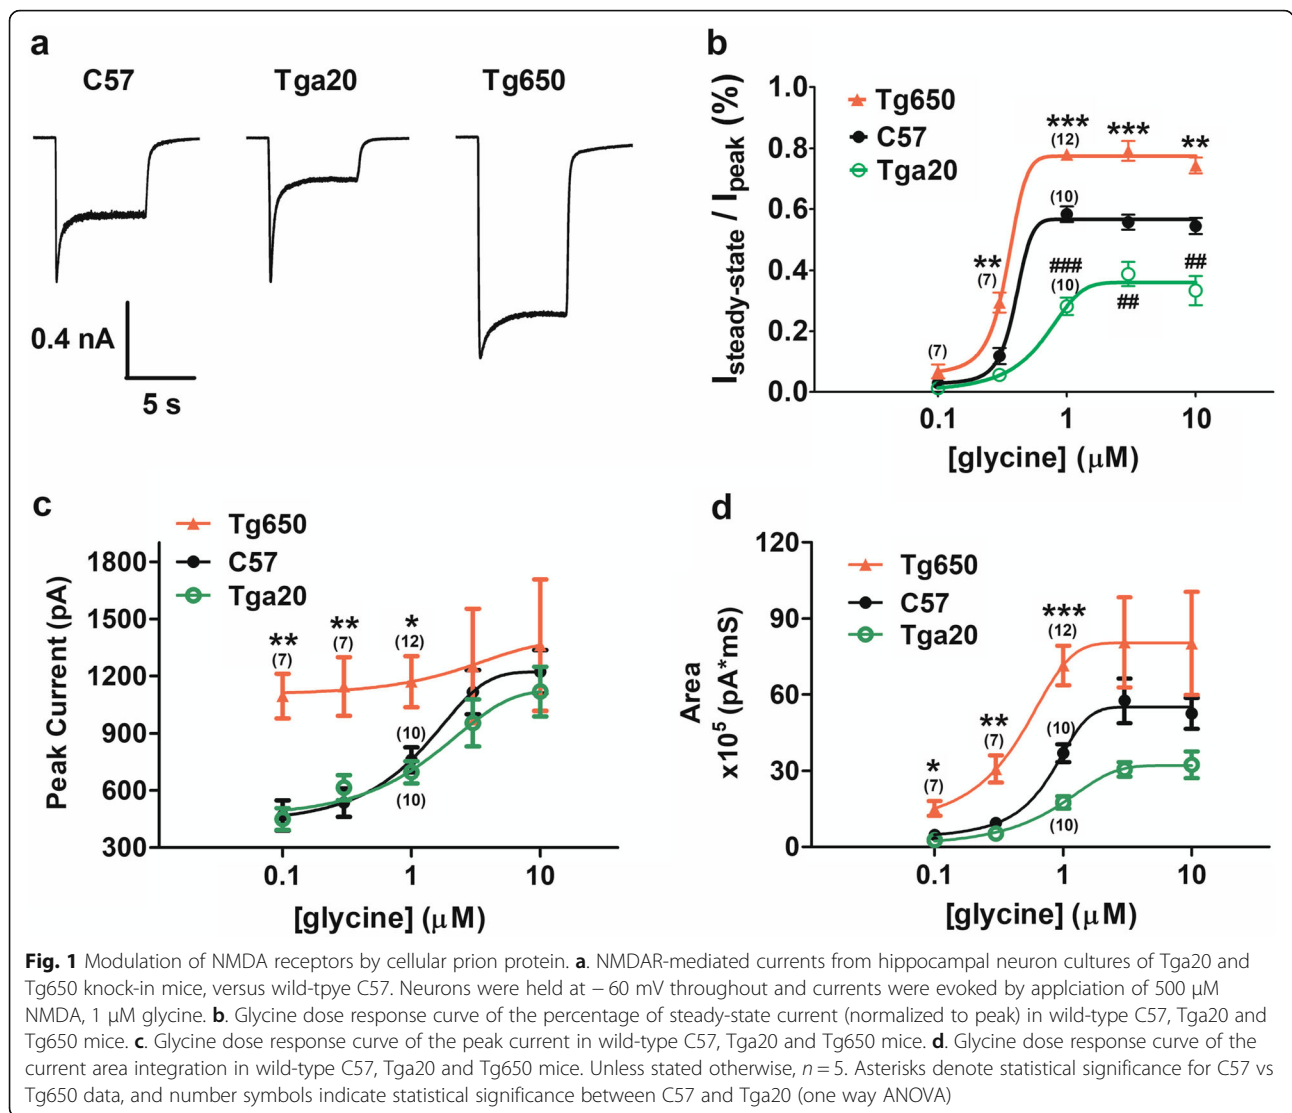 a
C57
Tga20
Tg650
0.4 nA
5 s
b
Tg650
C57
Tga20
I steady-state / I peak (%)
1.0
0.8
0.6
0.4
0.2
0.0
***
(12)
***
**
(10)
**
(7)
###
(10)
##
##
(7)
0.1
1
10
[glycine] (μM)
c
Tg650
C57
Tga20
Peak Current (pA)
1800
1500
1200
900
600
300
**
(7)
**
(7)
*
(12)
(10)
(10)
0.1
1
10
[glycine] (μM)
d
Tg650
C57
Tga20
Area
x10⁵ (pA*mS)
120
90
60
30
0
***
(12)
**
(7)
*
(7)
(10)
(10)
0.1
1
10
[glycine] (μM)
Fig. 1 Modulation of NMDA receptors by cellular prion protein. a. NMDAR-mediated currents from hippocampal neuron cultures of Tga20 and
Tg650 knock-in mice, versus wild-tpye C57. Neurons were held at − 60 mV throughout and currents were evoked by applciation of 500 μM
NMDA, 1 μM glycine. b. Glycine dose response curve of the percentage of steady-state current (normalized to peak) in wild-type C57, Tga20 and
Tg650 mice. c. Glycine dose response curve of the peak current in wild-type C57, Tga20 and Tg650 mice. d. Glycine dose response curve of the
current area integration in wild-type C57, Tga20 and Tg650 mice. Unless stated otherwise, n = 5. Asterisks denote statistical significance for C57 vs
Tg650 data, and number symbols indicate statistical significance between C57 and Tga20 (one way ANOVA)